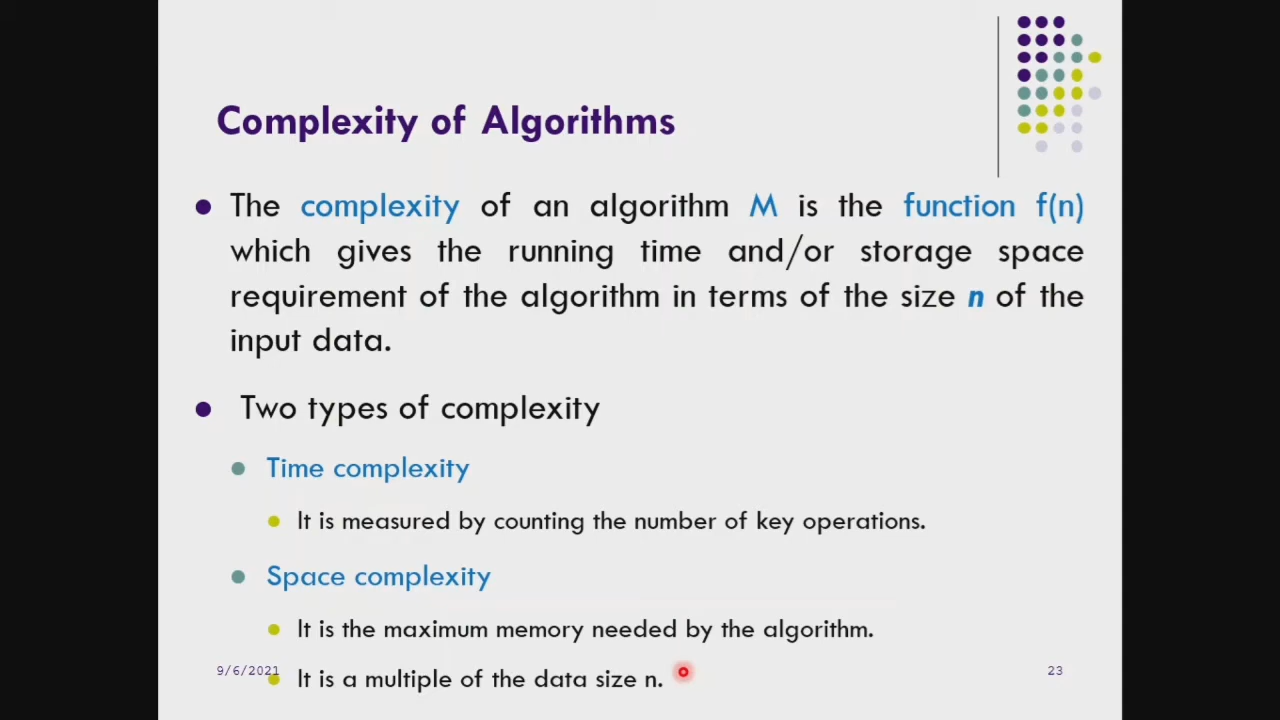 Complexity of Algorithms
The complexity of an algorithm M is the function f(n)
which gives the running time and/or storage space
requirement of the algorithm in terms of the size n of the
input data.
Two types of complexity
Time complexity
It is measured by counting the number of key operations.
Space complexity
It is the maximum memory needed by the algorithm.
It is a multiple of the data size n.
9/6/2021
23